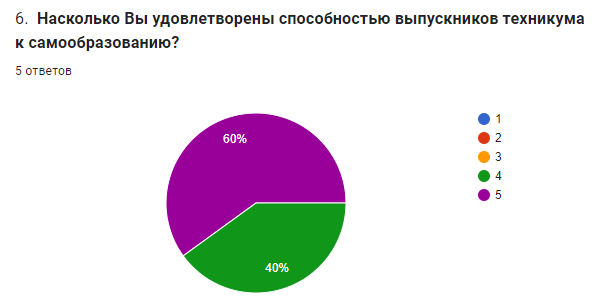 6. Насколько Вы удовлетворены способностью выпускников техникума
к самообразованию?
5 ответов
60%
40%
1
2
3
4
5